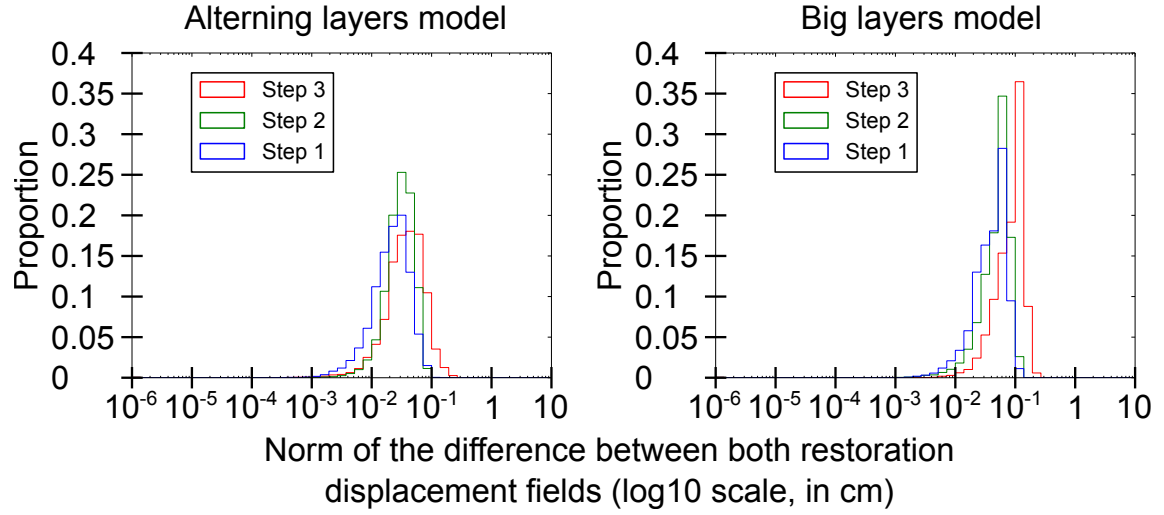 Alterning layers model
Big layers model
0.4
0.35
0.3
0.25
0.2
0.15
0.1
0.05
0
Proportion
Step 3
Step 2
Step 1
10^-6 10^-5 10^-4 10^-3 10^-2 10^-1 1 10
0.4
0.35
0.3
0.25
0.2
0.15
0.1
0.05
0
Proportion
Step 3
Step 2
Step 1
10^-6 10^-5 10^-4 10^-3 10^-2 10^-1 1 10
Norm of the difference between both restoration
displacement fields (log10 scale, in cm)